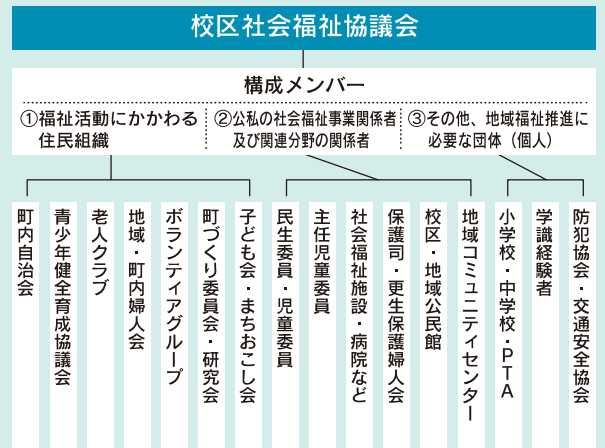 校区社会福祉協議会
構成メンバー
①福祉活動にかかわる
住民組織
②公私の社会福祉事業関係者
及び関連分野の関係者
③その他、地域福祉推進に
必要な団体（個人）
町内自治会
青少年健全育成協議会
老人クラブ
地域・町内婦人会
ボランティアグループ
町づくり委員会・研究会
子ども会・まちおこし会
民生委員・児童委員
主任児童委員
社会福祉施設・病院など
保護司・更生保護婦人会
校区・地域公民館
地域コミュニティセンター
小学校・中学校・PTA
学識経験者
防犯協会・交通安全協会